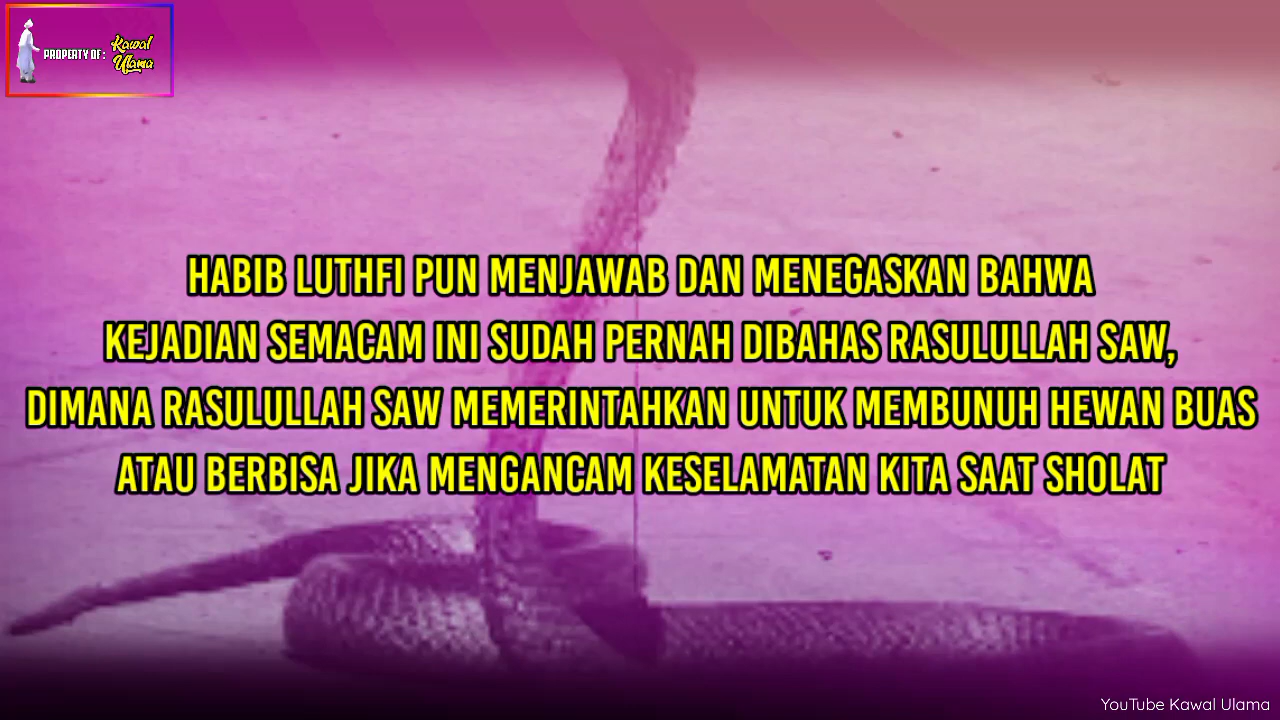 PROPERTY OF :
Kawal
Ulama
HABIB LUTHFI PUN MENJAWAB DAN MENEGASKAN BAHWA
KEJADIAN SEMACAM INI SUDAH PERNAH DIBAHAS RASULULLAH SAW,
DIMANA RASULULLAH SAW MEMERINTAHKAN UNTUK MEMBUNUH HEWAN BUAS
ATAU BERBISA JIKA MENGANCAM KESELAMATAN KITA SAAT SHOLAT
YouTube Kawal Ulama